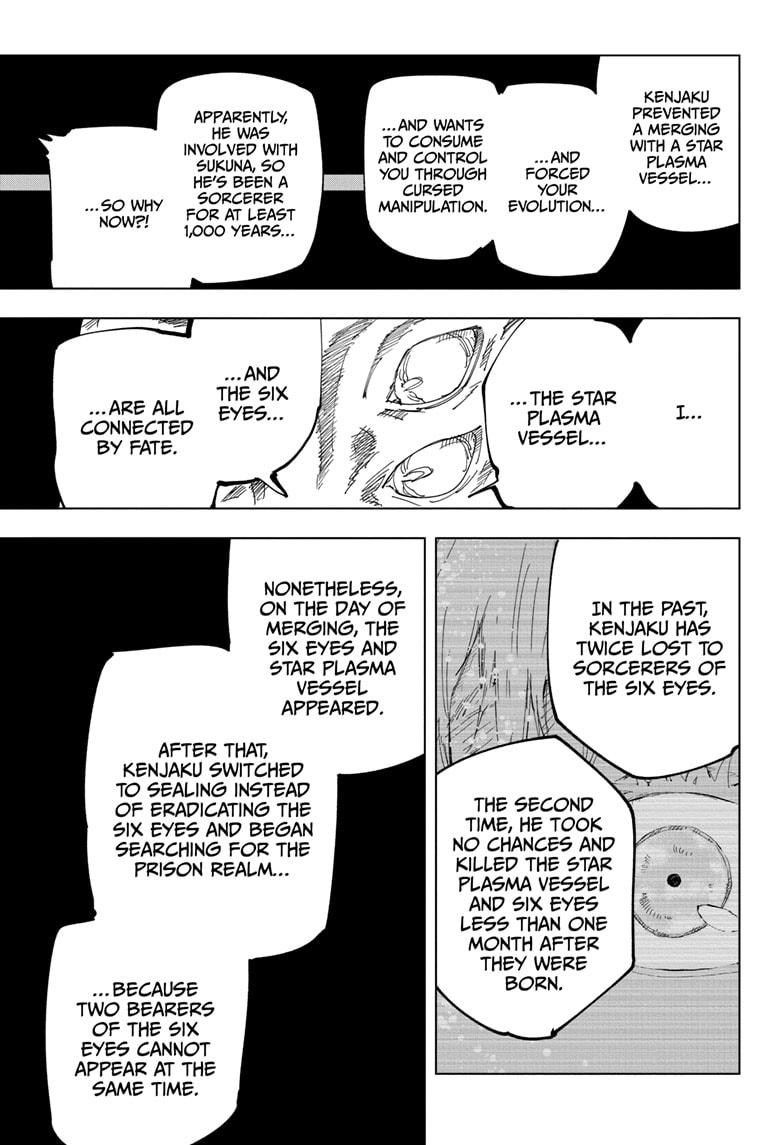 KENJAKU
PREVENTED
A MERGING
WITH A STAR
PLASMA
VESSEL...
...AND
FORCED
YOUR
EVOLUTION...
...AND WANTS
TO CONSUME
AND CONTROL
YOU THROUGH
CURSED
MANIPULATION.
APPARENTLY,
HE WAS
INVOLVED WITH
SUKUNA, SO
HE'S BEEN A
SORCERER
FOR AT LEAST
1,000 YEARS...
...SO WHY
NOW?!
I...
...THE STAR
PLASMA
VESSEL...
...AND
THE SIX
EYES...
...ARE ALL
CONNECTED
BY FATE.
IN THE PAST,
KENJAKU HAS
TWICE LOST TO
SORCERERS OF
THE SIX EYES.
THE SECOND
TIME, HE TOOK
NO CHANCES AND
KILLED THE STAR
PLASMA VESSEL
AND SIX EYES
LESS THAN ONE
MONTH AFTER
THEY WERE
BORN.
NONETHELESS,
ON THE DAY OF
MERGING, THE
SIX EYES AND
STAR PLASMA
VESSEL
APPEARED.
AFTER THAT,
KENJAKU SWITCHED
TO SEALING INSTEAD
OF ERADICATING THE
SIX EYES AND BEGAN
SEARCHING FOR THE
PRISON REALM...
...BECAUSE
TWO BEARERS
OF THE SIX
EYES CANNOT
APPEAR AT THE
SAME TIME.